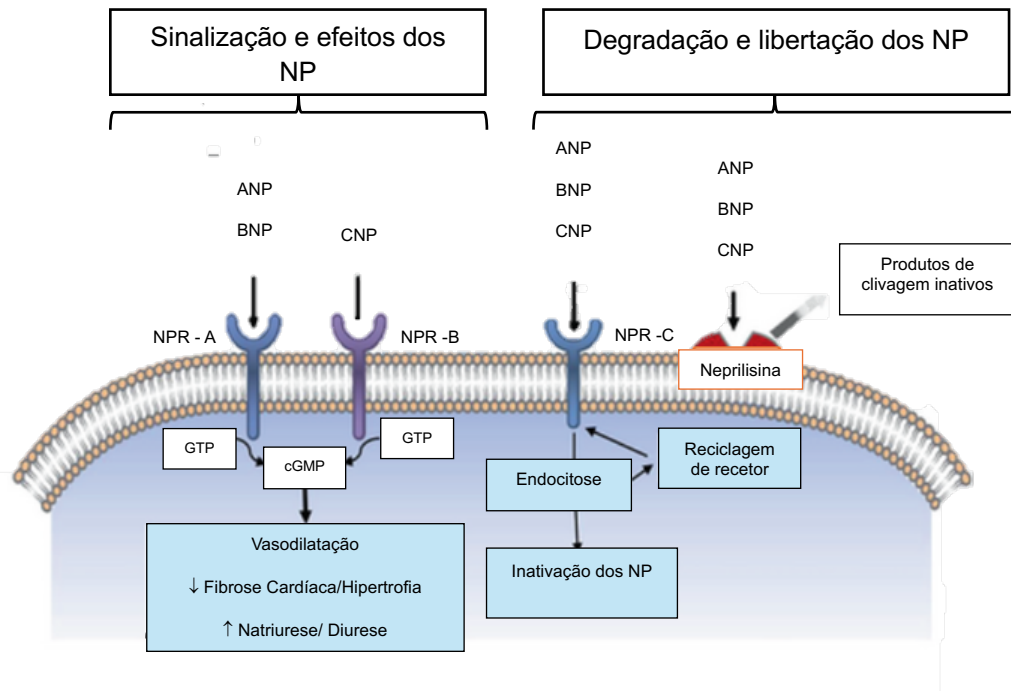 Sinalização e efeitos dos
NP
Degradação e libertação dos NP
ANP
BNP
CNP
ANP
BNP
CNP
ANP
BNP
CNP
Produtos de
clivagem inativos
NPR - A
NPR -B
NPR -C
Neprilisina
GTP
cGMP
GTP
Vasodilatação
↓ Fibrose Cardíaca/Hipertrofia
↑ Natriurese/ Diurese
Endocitose
Reciclagem
de recetor
Inativação dos NP